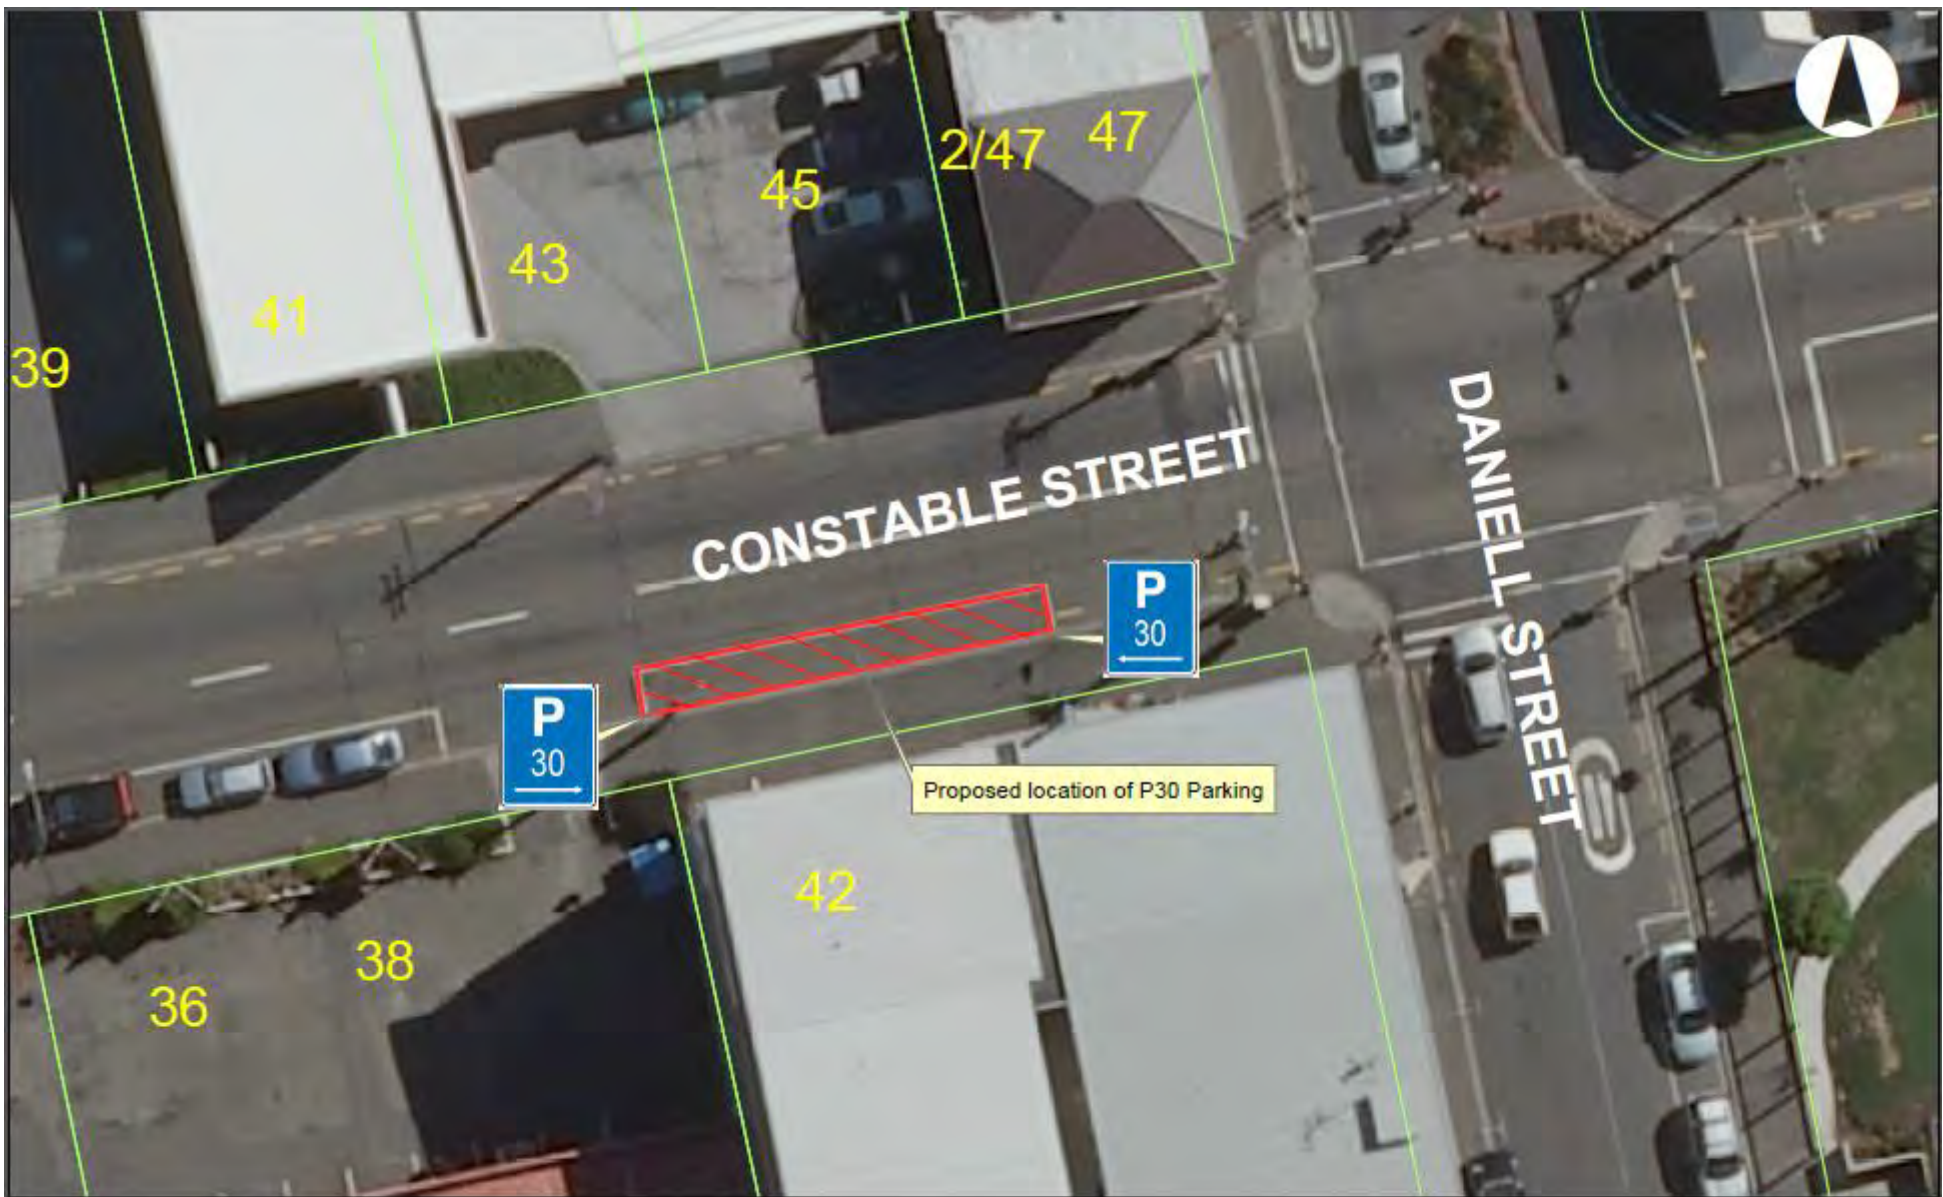 2/47
47
45
43
41
39
CONSTABLE STREET
DANIELL STREET
P
30
P
30
Proposed location of P30 Parking
42
38
36